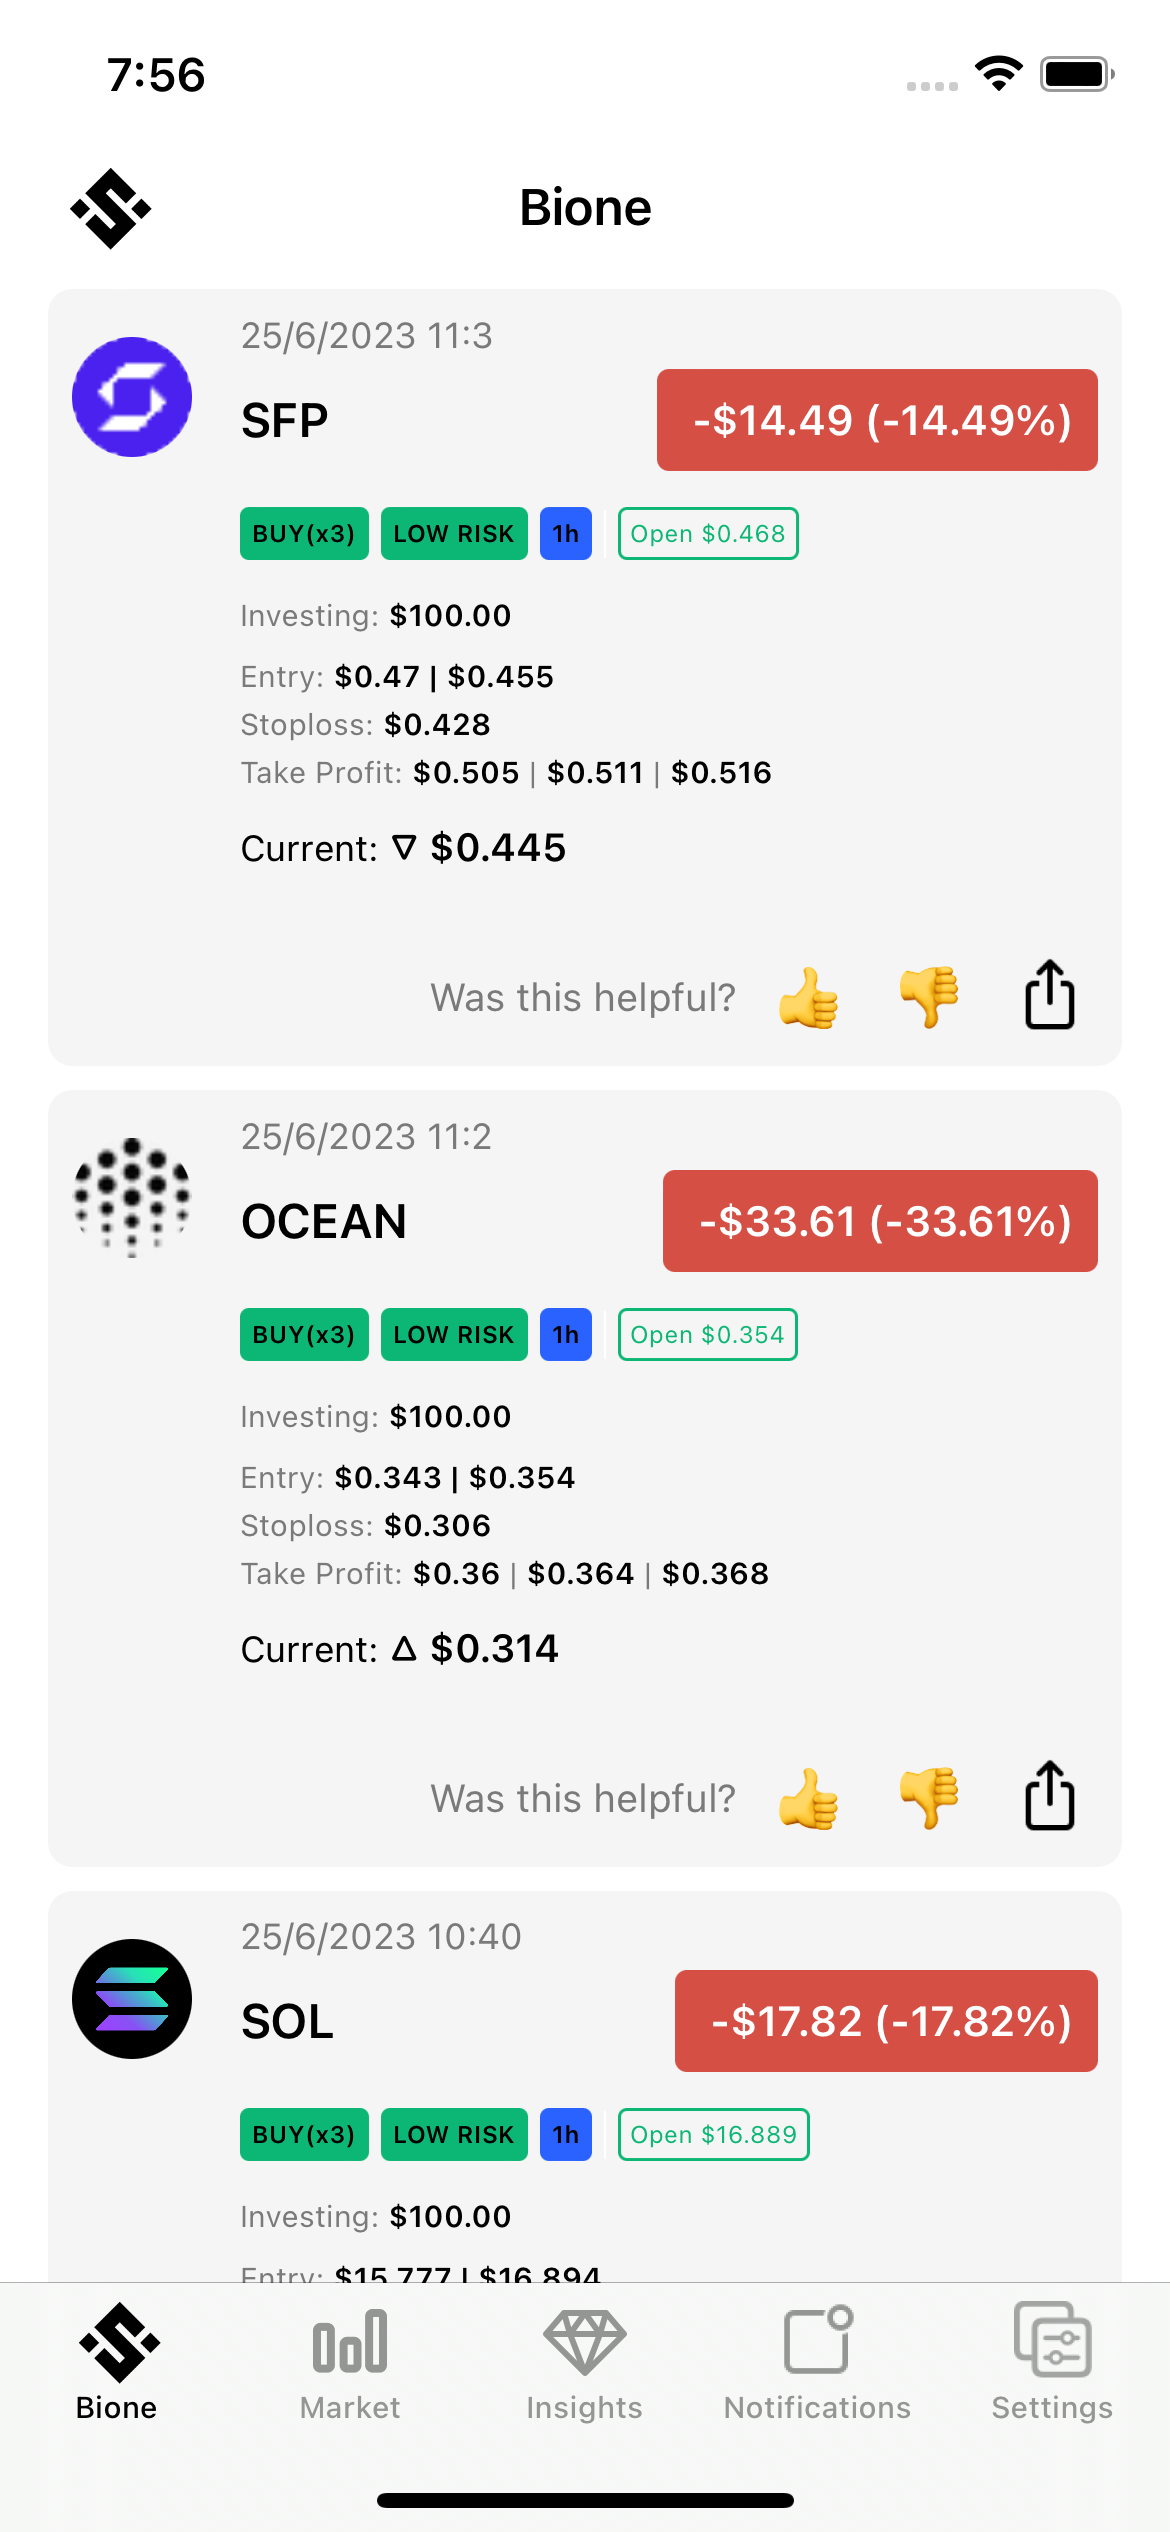 7:56
Bione
25/6/2023 11:3
SFP
-$14.49 (-14.49%)
BUY(x3) LOW RISK 1h Open $0.468
Investing: $100.00
Entry: $0.47 | $0.455
Stoploss: $0.428
Take Profit: $0.505 | $0.511 | $0.516
Current: ▽ $0.445
Was this helpful?
25/6/2023 11:2
OCEAN
-$33.61 (-33.61%)
BUY(x3) LOW RISK 1h Open $0.354
Investing: $100.00
Entry: $0.343 | $0.354
Stoploss: $0.306
Take Profit: $0.36 | $0.364 | $0.368
Current: △ $0.314
Was this helpful?
25/6/2023 10:40
SOL
-$17.82 (-17.82%)
BUY(x3) LOW RISK 1h Open $16.889
Investing: $100.00
Entry: $15.777 | $16.894
Bione Market Insights Notifications Settings